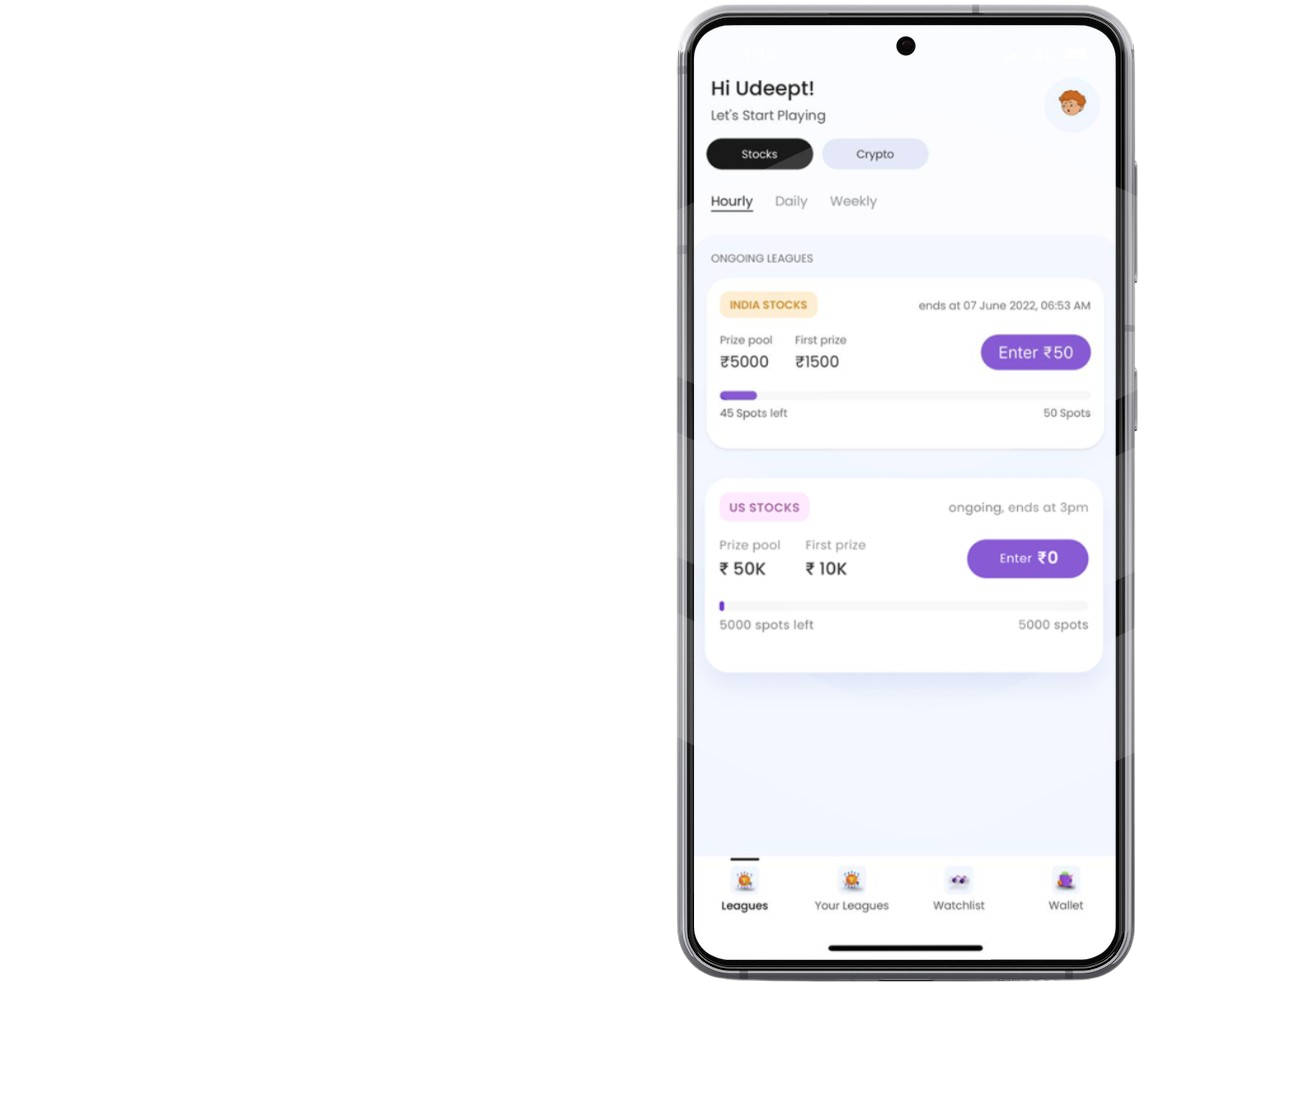 Hi Udeept!
Let's Start Playing
Stocks Crypto
Hourly Daily Weekly
ONGOING LEAGUES
INDIA STOCKS ends at 07 June 2022, 06:53 AM
Prize pool First prize
₹5000 ₹1500 Enter ₹50
45 Spots left 50 Spots
US STOCKS ongoing, ends at 3pm
Prize pool First prize
₹ 50K ₹ 10K Enter ₹0
5000 spots left 5000 spots
Leagues Your Leagues Watchlist Wallet